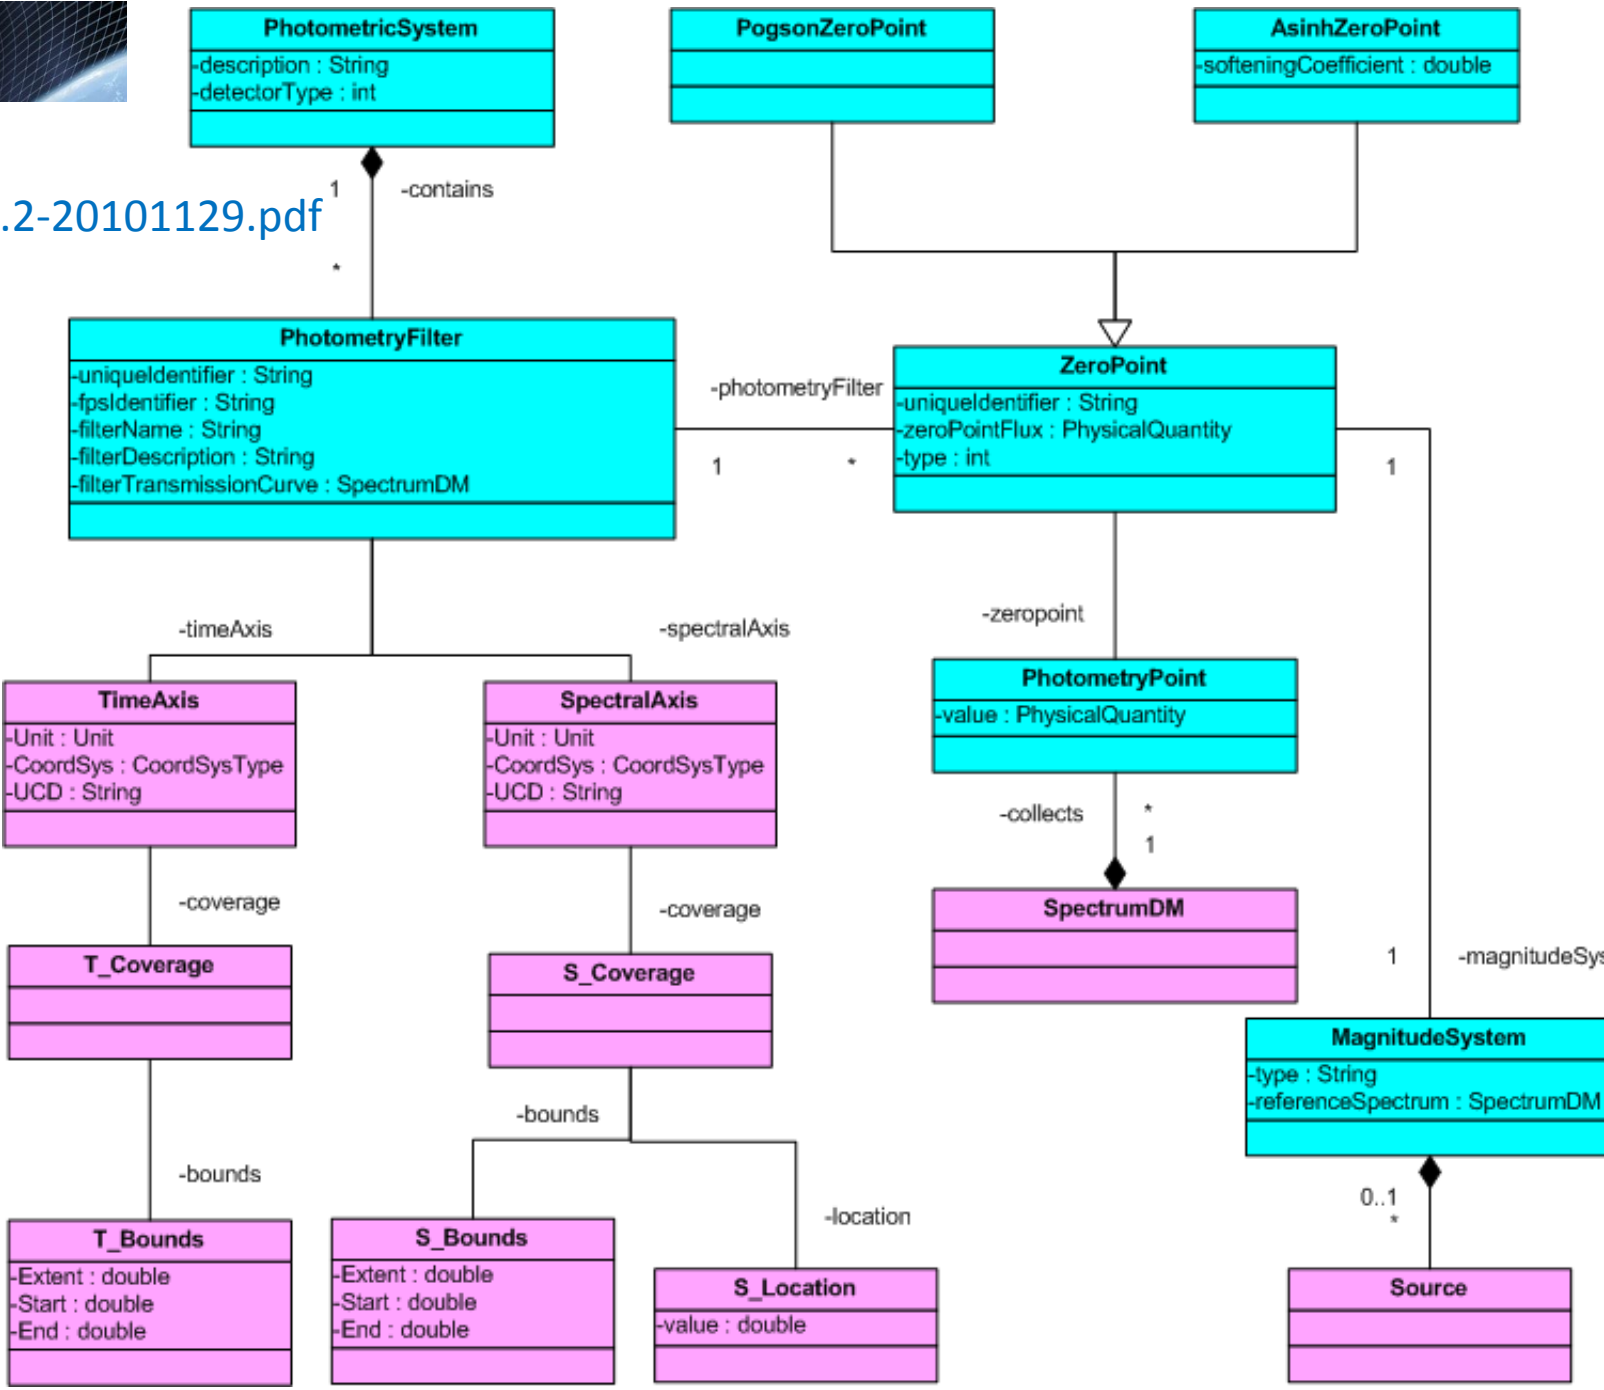 PhotometricSystem
-description : String
-detectorType : int
PogsonZeroPoint
AsinhZeroPoint
-softeningCoefficient : double
1
-contains
.2-20101129.pdf
*
PhotometryFilter
-uniqueIdentifier : String
-fpsIdentifier : String
-filterName : String
-filterDescription : String
-filterTransmissionCurve : SpectrumDM
-photometryFilter
1
*
ZeroPoint
-uniqueIdentifier : String
-zeroPointFlux : PhysicalQuantity
-type : int
1
-timeAxis
-spectralAxis
-zeropoint
TimeAxis
-Unit : Unit
-CoordSys : CoordSysType
-UCD : String
SpectralAxis
-Unit : Unit
-CoordSys : CoordSysType
-UCD : String
PhotometryPoint
-value : PhysicalQuantity
-collects
*
1
-coverage
-coverage
SpectrumDM
T_Coverage
S_Coverage
1
-magnitudeSys
MagnitudeSystem
-type : String
-referenceSpectrum : SpectrumDM
-bounds
-bounds
-location
0..1
*
T_Bounds
-Extent : double
-Start : double
-End : double
S_Bounds
-Extent : double
-Start : double
-End : double
S_Location
-value : double
Source